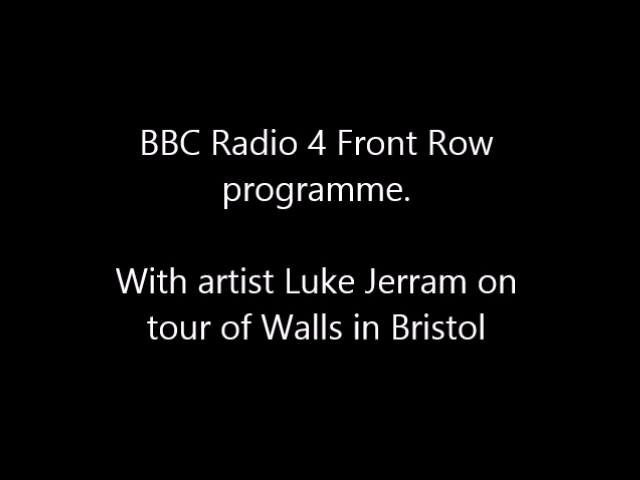 BBC Radio 4 Front Row
programme.
With artist Luke Jerram on
tour of Walls in Bristol